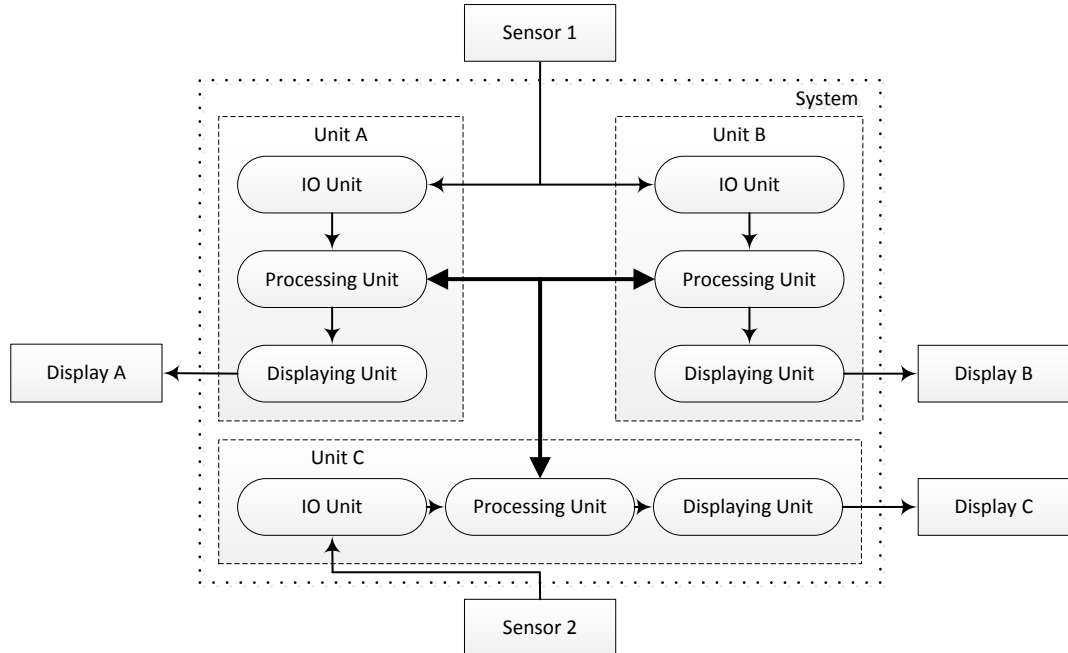 Sensor 1
System
Unit A
Unit B
IO Unit
IO Unit
Processing Unit
Processing Unit
Displaying Unit
Displaying Unit
Display A
Display B
Unit C
IO Unit
Processing Unit
Displaying Unit
Display C
Sensor 2